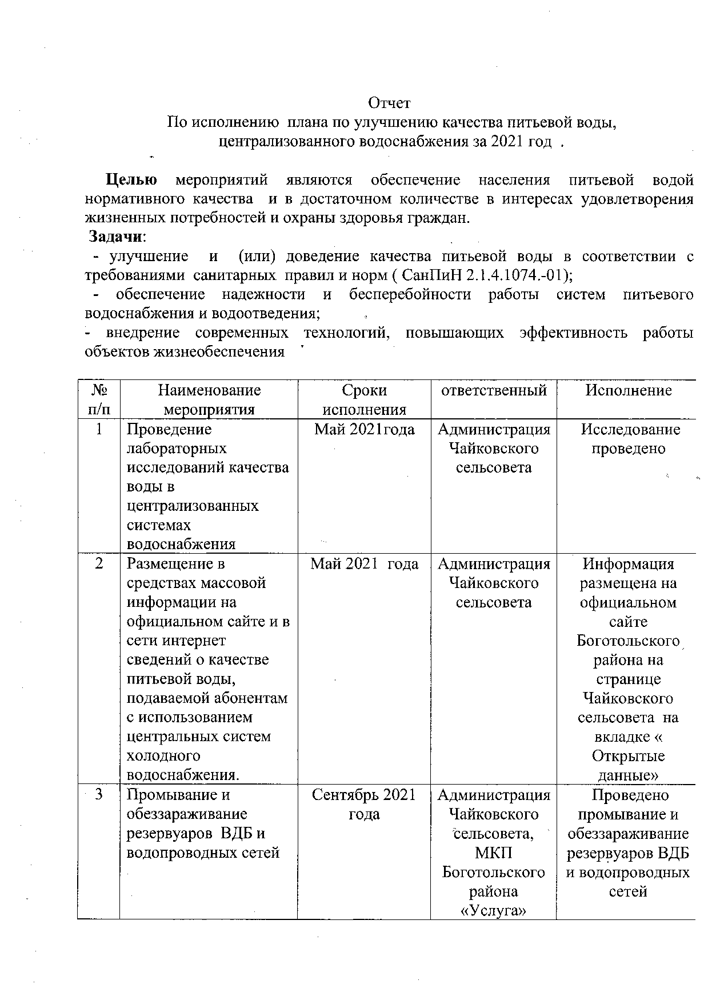 Отчет
По исполнению плана по улучшению качества питьевой воды,
централизованного водоснабжения за 2021 год .
Целью мероприятий являются обеспечение населения питьевой водой
нормативного качества и в достаточном количестве в интересах удовлетворения
жизненных потребностей и охраны здоровья граждан.
Задачи:
- улучшение и (или) доведение качества питьевой воды в соответствии с
требованиями санитарных правил и норм ( СанПиН 2.1.4.1074.-01);
- обеспечение надежности и бесперебойности работы систем питьевого
водоснабжения и водоотведения;
- внедрение современных технологий, повышающих эффективность работы
объектов жизнеобеспечения
№ Наименование Сроки ответственный Исполнение
п/п мероприятия исполнения
1 Проведение Май 2021года Администрация Исследование
лабораторных Чайковского проведено
исследований качества сельсовета
воды в
централизованных
системах
водоснабжения
2 Размещение в Май 2021 года Администрация Информация
средствах массовой Чайковского размещена на
информации на сельсовета официальном
официальном сайте и в сайте
сети интернет Боготольского
сведений о качестве района на
питьевой воды, странице
подаваемой абонентам Чайковского
с использованием сельсовета на
центральных систем вкладке «
холодного Открытые
водоснабжения. данные»
3 Промывание и Сентябрь 2021 Администрация Проведено
обеззараживание года Чайковского промывание и
резервуаров ВДБ и сельсовета, обеззараживание
водопроводных сетей МКП резервуаров ВДБ
Боготольского и водопроводных
района сетей
«Услуга»